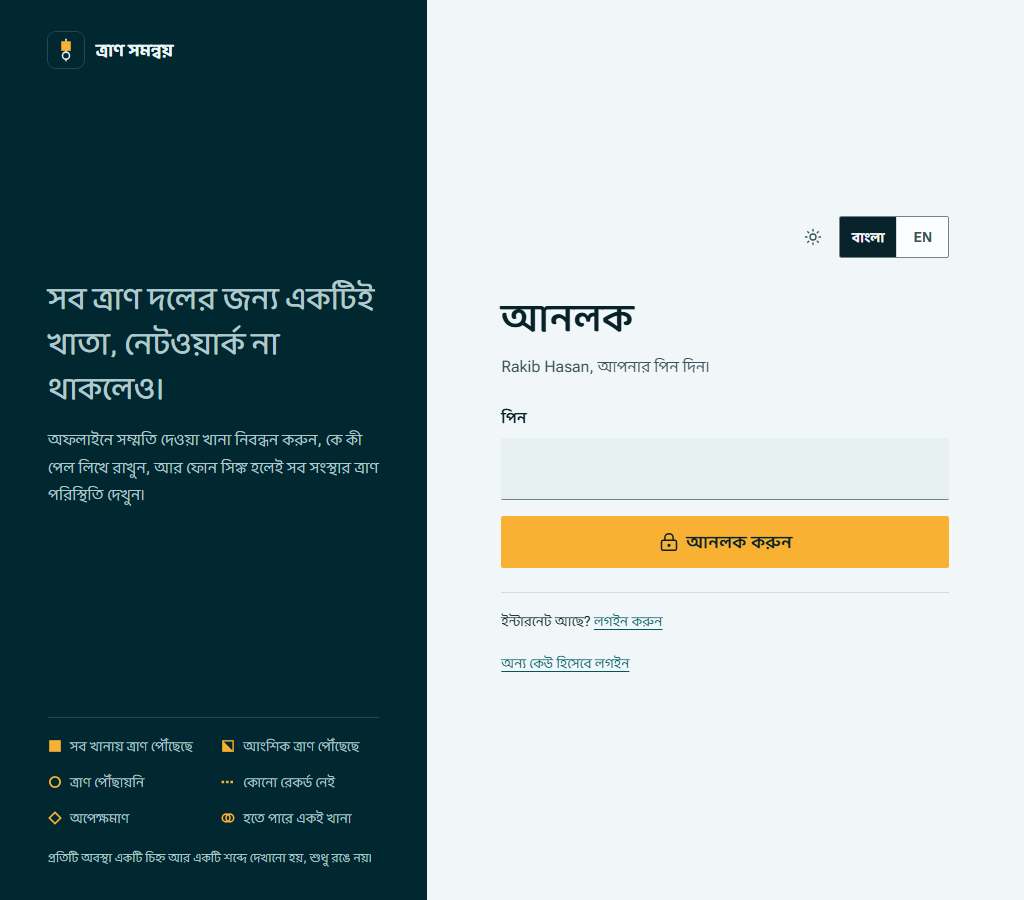 ত্রাণ সমন্বয়
সব ত্রাণ দলের জন্য একটিই
খাতা, নেটওয়ার্ক না
থাকলেও।
অফলাইনে সম্মতি দেওয়া খানা নিবন্ধন করুন, কে কী
পেল লিখে রাখুন, আর ফোন সিঙ্ক হলেই সব সংস্থার ত্রাণ
পরিস্থিতি দেখুন।
সব খানায় ত্রাণ পৌঁছেছে
আংশিক ত্রাণ পৌঁছেছে
ত্রাণ পৌঁছায়নি
কোনো রেকর্ড নেই
অপেক্ষমাণ
হতে পারে একই খানা
প্রতিটি অবস্থা একটি চিহ্ন আর একটি শব্দে দেখানো হয়, শুধু রঙে নয়।
বাংলা EN
আনলক
Rakib Hasan, আপনার পিন দিন।
পিন
আনলক করুন
ইন্টারনেট আছে? লগইন করুন
অন্য কেউ হিসেবে লগইন